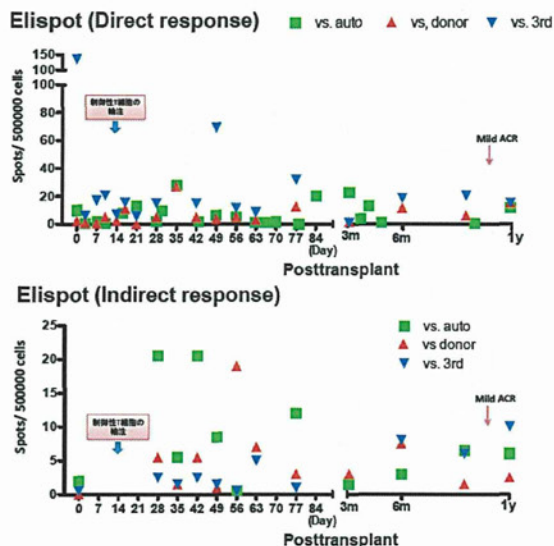 Elispot (Direct response)
vs. auto vs, donor vs. 3rd
Spots/ 500000 cells
150
100
100
80
60
40
20
0
制御性T細胞の
輸注
Mild ACR
0 7 14 21 28 35 42 49 56 63 70 77 84 3m 6m 1y
(Day)
Posttransplant
Elispot (Indirect response)
vs. auto
vs donor
vs. 3rd
Spots/ 500000 cells
25
20
15
10
5
0
制御性T細胞の
輸注
Mild ACR
0 7 14 21 28 35 42 49 56 63 70 77 84 3m 6m 1y
(Day)
Posttransplant